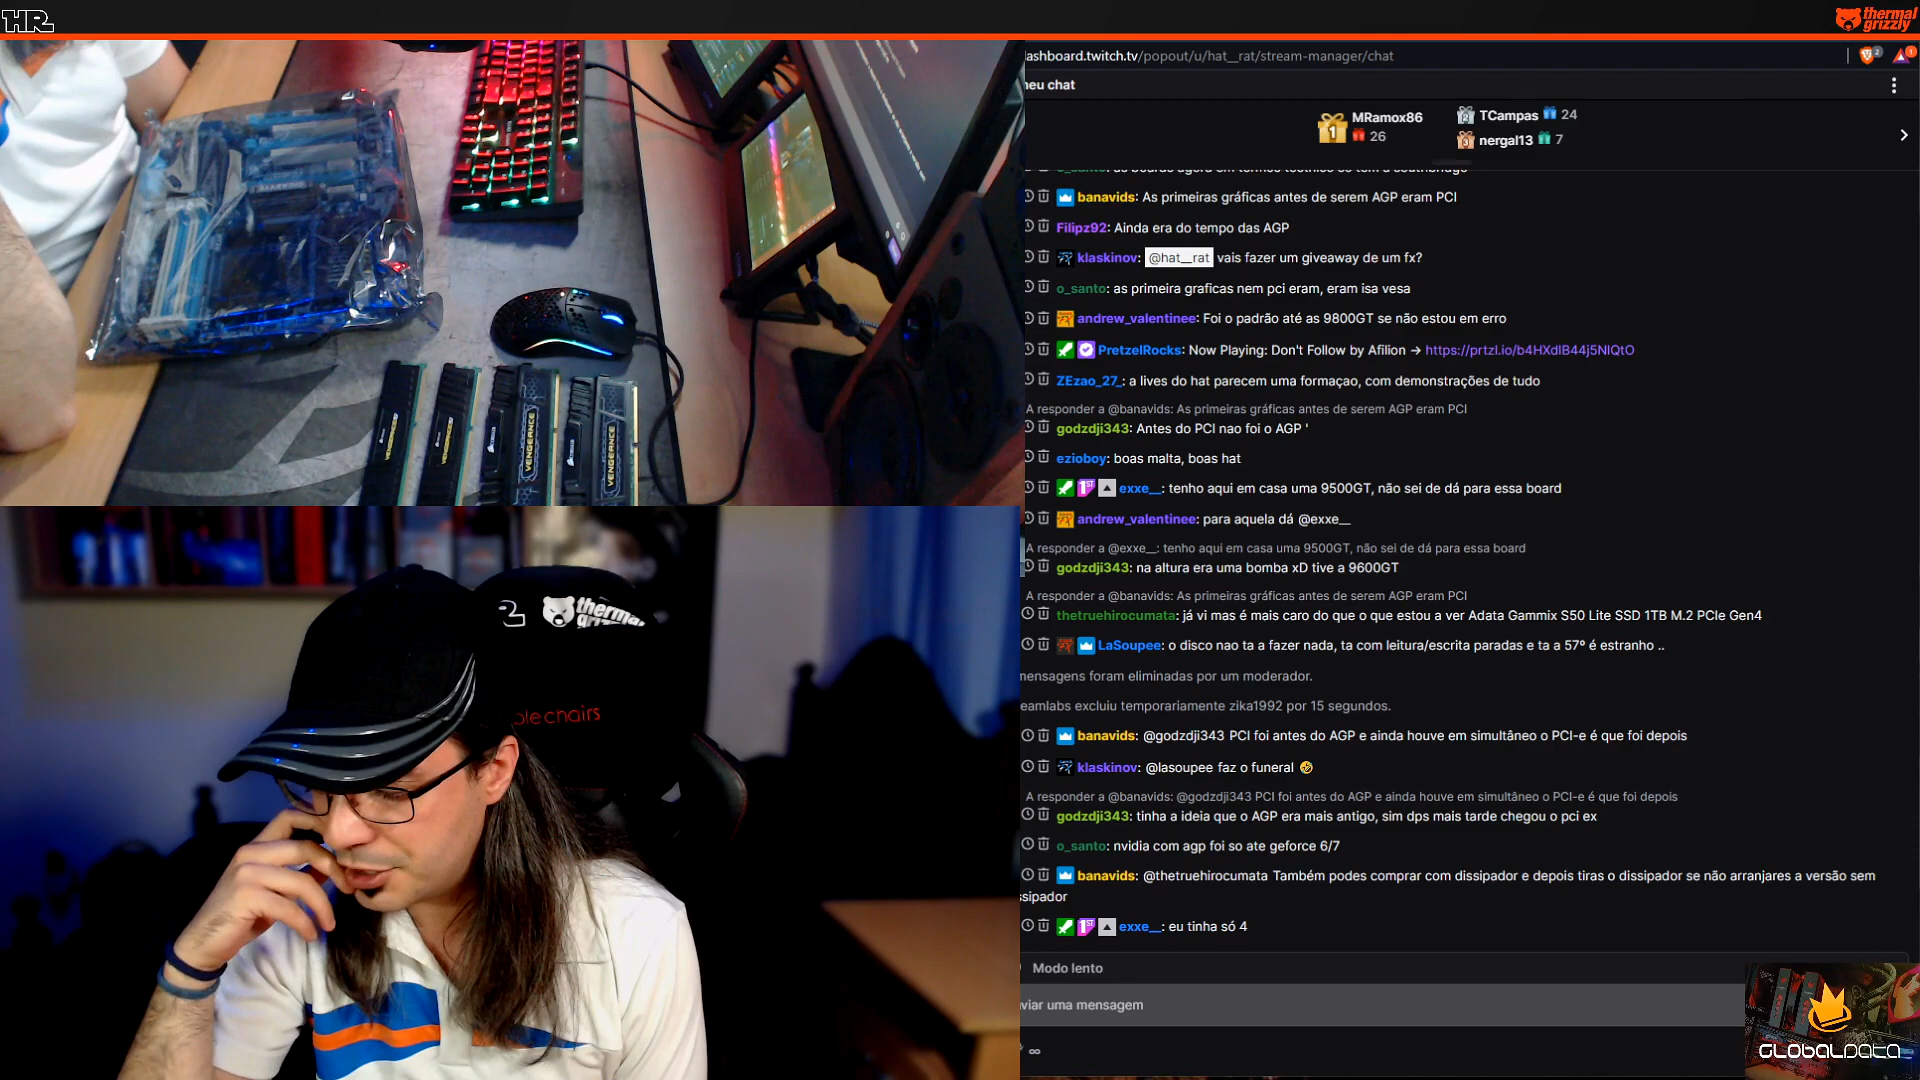 HR.
thermal
grizzly
dashboard.twitch.tv/popout/u/hat__rat/stream-manager/chat
meu chat
MRamox86
26
TCampas 24
nergal13 7
banavids: As primeiras gráficas antes de serem AGP eram PCI
Filipz92: Ainda era do tempo das AGP
klaskinov: @hat__rat vais fazer um giveaway de um fx?
o_santo: as primeira graficas nem pci eram, eram isa vesa
andrew_valentinee: Foi o padrão até as 9800GT se não estou em erro
PretzelRocks: Now Playing: Don't Follow by Afilion -> https://prtzl.io/b4HXdlB44j5NlQtO
ZEzao_27_: a lives do hat parecem uma formaçao, com demonstrações de tudo
A responder a @banavids: As primeiras gráficas antes de serem AGP eram PCI
godzdji343: Antes do PCI nao foi o AGP '
ezioboy: boas malta, boas hat
exxe__: tenho aqui em casa uma 9500GT, não sei de dá para essa board
andrew_valentinee: para aquela dá @exxe__
A responder a @exxe__: tenho aqui em casa uma 9500GT, não sei de dá para essa board
godzdji343: na altura era uma bomba xD tive a 9600GT
A responder a @banavids: As primeiras gráficas antes de serem AGP eram PCI
thetruehirocumata: já vi mas é mais caro do que o que estou a ver Adata Gammix S50 Lite SSD 1TB M.2 PCIe Gen4
LaSoupee: o disco nao ta a fazer nada, ta com leitura/escrita paradas e ta a 57º é estranho ..
mensagens foram eliminadas por um moderador.
eamlabs excluiu temporariamente zika1992 por 15 segundos.
banavids: @godzdji343 PCI foi antes do AGP e ainda houve em simultâneo o PCI-e é que foi depois
klaskinov: @lasoupee faz o funeral 🤣
A responder a @banavids: @godzdji343 PCI foi antes do AGP e ainda houve em simultâneo o PCI-e é que foi depois
godzdji343: tinha a ideia que o AGP era mais antigo, sim dps mais tarde chegou o pci ex
o_santo: nvidia com agp foi so ate geforce 6/7
banavids: @thetruehirocumata Também podes comprar com dissipador e depois tiras o dissipador se não arranjares a versão sem
ssipador
exxe__: eu tinha só 4
Modo lento
viar uma mensagem
∞
GLOBALDATA
VENGEANCE
VENGEANCE
VENGEANCE
VENGEANCE
thermal
grizzly
blechairs